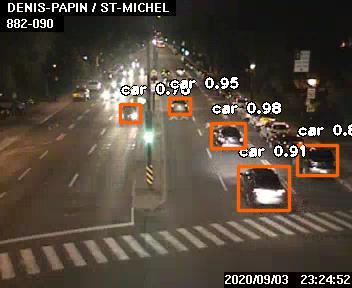 DENIS-PAPIN / ST-MICHEL
882-090
car 0.95
car 0.98
car 0.91
2020/09/03 23:24:52